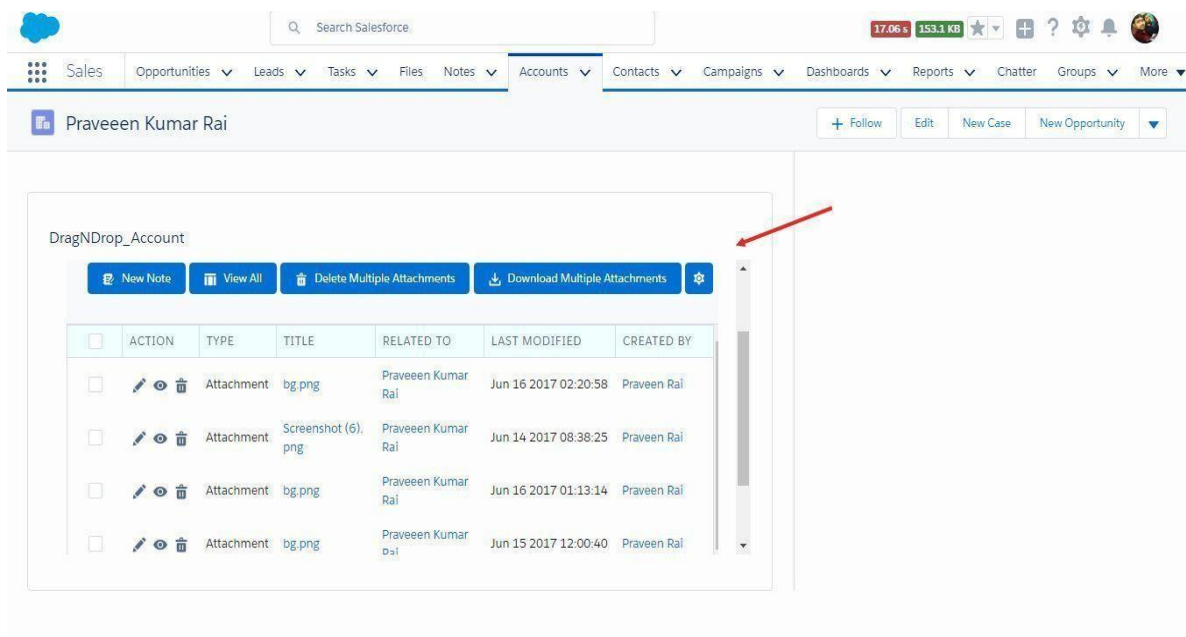 Search Salesforce
17.06 s 153.1 KB
Sales Opportunities Leads Tasks Files Notes Accounts Contacts Campaigns Dashboards Reports Chatter Groups More
Praveeen Kumar Rai
Follow Edit New Case New Opportunity
DragNDrop_Account
New Note View All Delete Multiple Attachments Download Multiple Attachments
ACTION TYPE TITLE RELATED TO LAST MODIFIED CREATED BY
Attachment bg.png Praveeen Kumar Jun 16 2017 02:20:58 Praveen Rai
Rai
Attachment Screenshot (6). Praveeen Kumar Jun 14 2017 08:38:25 Praveen Rai
png Rai
Attachment bg.png Praveeen Kumar Jun 16 2017 01:13:14 Praveen Rai
Rai
Attachment bg.png Praveeen Kumar Jun 15 2017 12:00:40 Praveen Rai
Rai